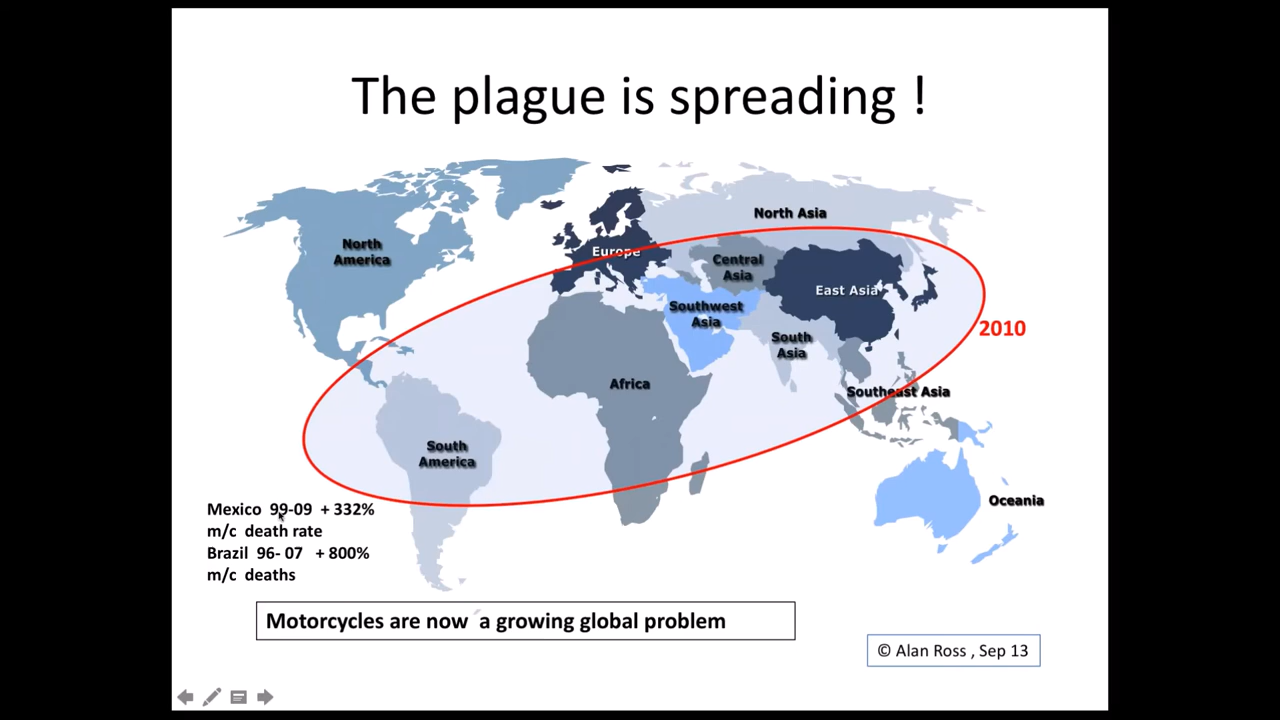 The plague is spreading !
North Asia
North
America
Europe
Central
Asia
East Asia
Southwest
Asia
2010
South
Asia
Africa
Southeast Asia
South
America
Oceania
Mexico 99-09 + 332%
m/c death rate
Brazil 96- 07 + 800%
m/c deaths
Motorcycles are now ´a growing global problem
© Alan Ross , Sep 13